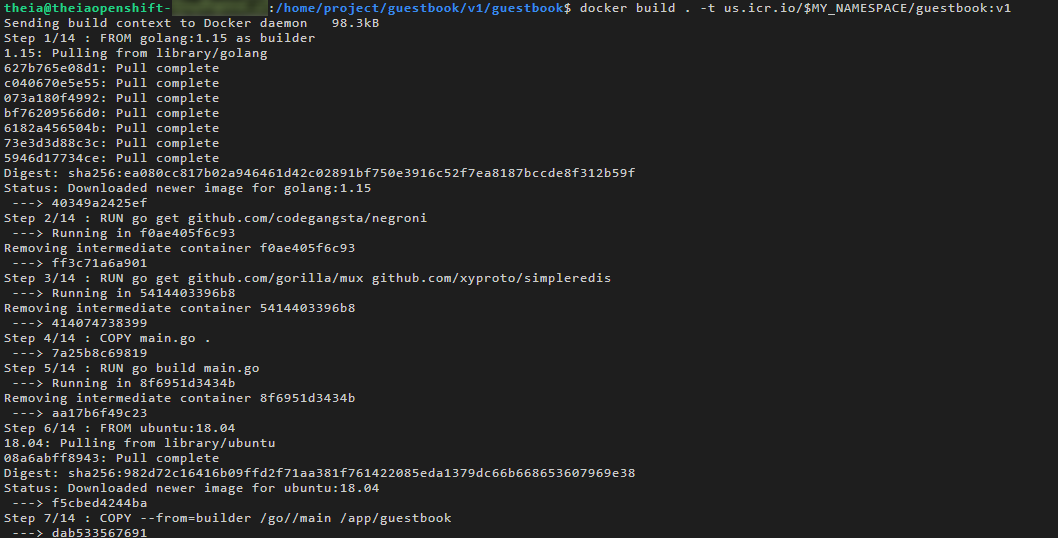 theia@theiaopenshift- :/home/project/guestbook/v1/guestbook$ docker build . -t us.icr.io/$MY_NAMESPACE/guestbook:v1
Sending build context to Docker daemon   98.3kB
Step 1/14 : FROM golang:1.15 as builder
1.15: Pulling from library/golang
627b765e08d1: Pull complete
c040670e5e55: Pull complete
073a180f4992: Pull complete
bf76209566d0: Pull complete
6182a456504b: Pull complete
73e3d3d88c3c: Pull complete
5946d17734ce: Pull complete
Digest: sha256:ea080cc817b02a946461d42c02891bf750e3916c52f7ea8187bccde8f312b59f
Status: Downloaded newer image for golang:1.15
 ---> 40349a2425ef
Step 2/14 : RUN go get github.com/codegangsta/negroni
 ---> Running in f0ae405f6c93
Removing intermediate container f0ae405f6c93
 ---> ff3c71a6a901
Step 3/14 : RUN go get github.com/gorilla/mux github.com/xyproto/simpleredis
 ---> Running in 5414403396b8
Removing intermediate container 5414403396b8
 ---> 414074738399
Step 4/14 : COPY main.go .
 ---> 7a25b8c69819
Step 5/14 : RUN go build main.go
 ---> Running in 8f6951d3434b
Removing intermediate container 8f6951d3434b
 ---> aa17b6f49c23
Step 6/14 : FROM ubuntu:18.04
18.04: Pulling from library/ubuntu
08a6abff8943: Pull complete
Digest: sha256:982d72c16416b09ffd2f71aa381f761422085eda1379dc66b668653607969e38
Status: Downloaded newer image for ubuntu:18.04
 ---> f5cbed4244ba
Step 7/14 : COPY --from=builder /go//main /app/guestbook
 ---> dab533567691